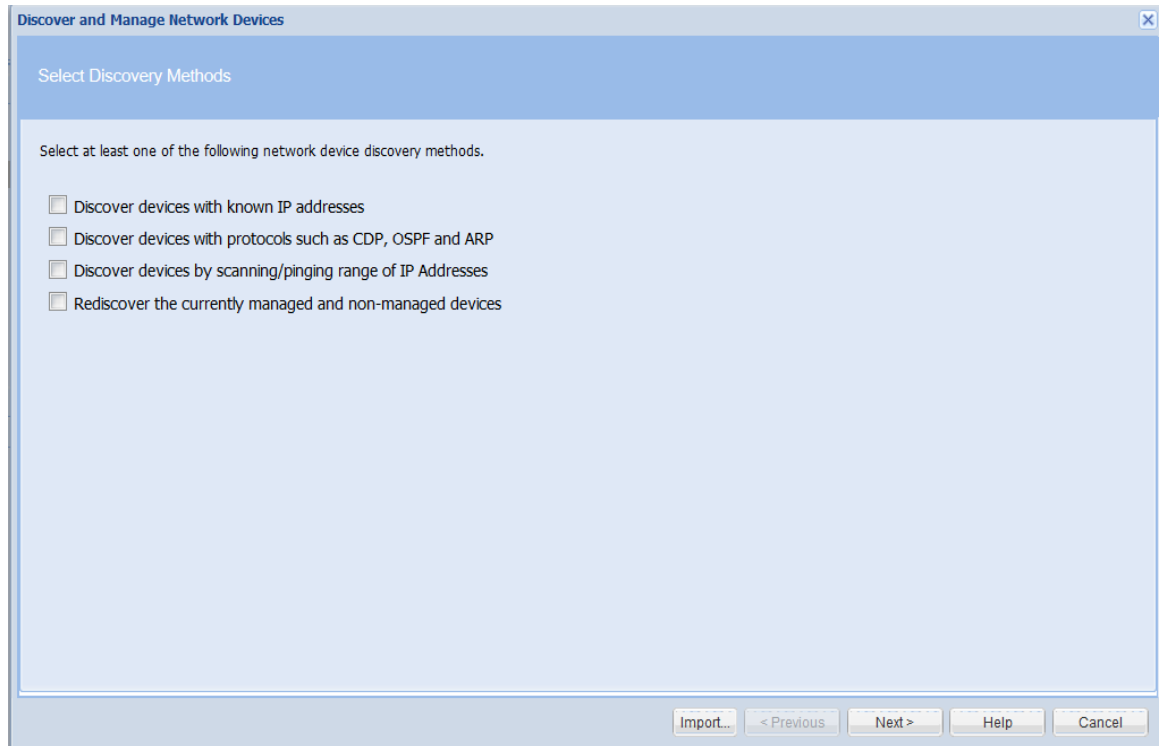 Discover and Manage Network Devices
Select Discovery Methods
Select at least one of the following network device discovery methods.
Discover devices with known IP addresses
Discover devices with protocols such as CDP, OSPF and ARP
Discover devices by scanning/pinging range of IP Addresses
Rediscover the currently managed and non-managed devices
Import... < Previous Next > Help Cancel